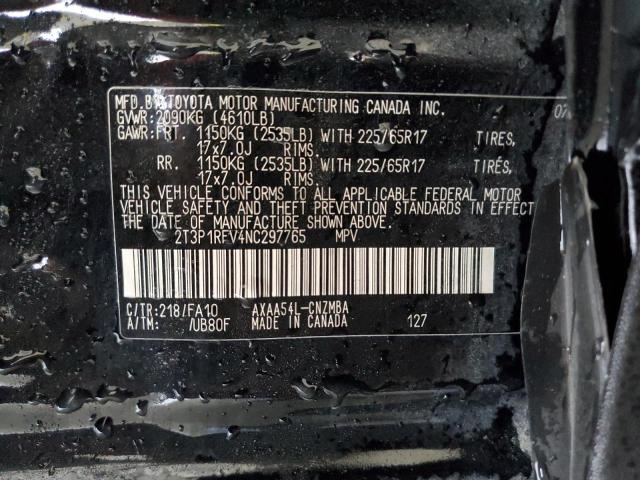 MFD. BY TOYOTA MOTOR MANUFACTURING CANADA INC. 07
GVWR: 2090KG (4610LB)
GAWR: FRT. 1150KG (2535LB) WITH 225/65R17 TIRES,
17x7.0J RIMS.
RR. 1150KG (2535LB) WITH 225/65R17 TIRES,
17x7.0J RIMS.
THIS VEHICLE CONFORMS TO ALL APPLICABLE FEDERAL MOTOR
VEHICLE SAFETY AND THEFT PREVENTION STANDARDS IN EFFECT
THE DATE OF MANUFACTURE SHOWN ABOVE.
2T3P1RFV4NC297765 MPV
C/TR:218/FA10 AXAA54L-CNZMBA
A/TM: /UB80F MADE IN CANADA 127